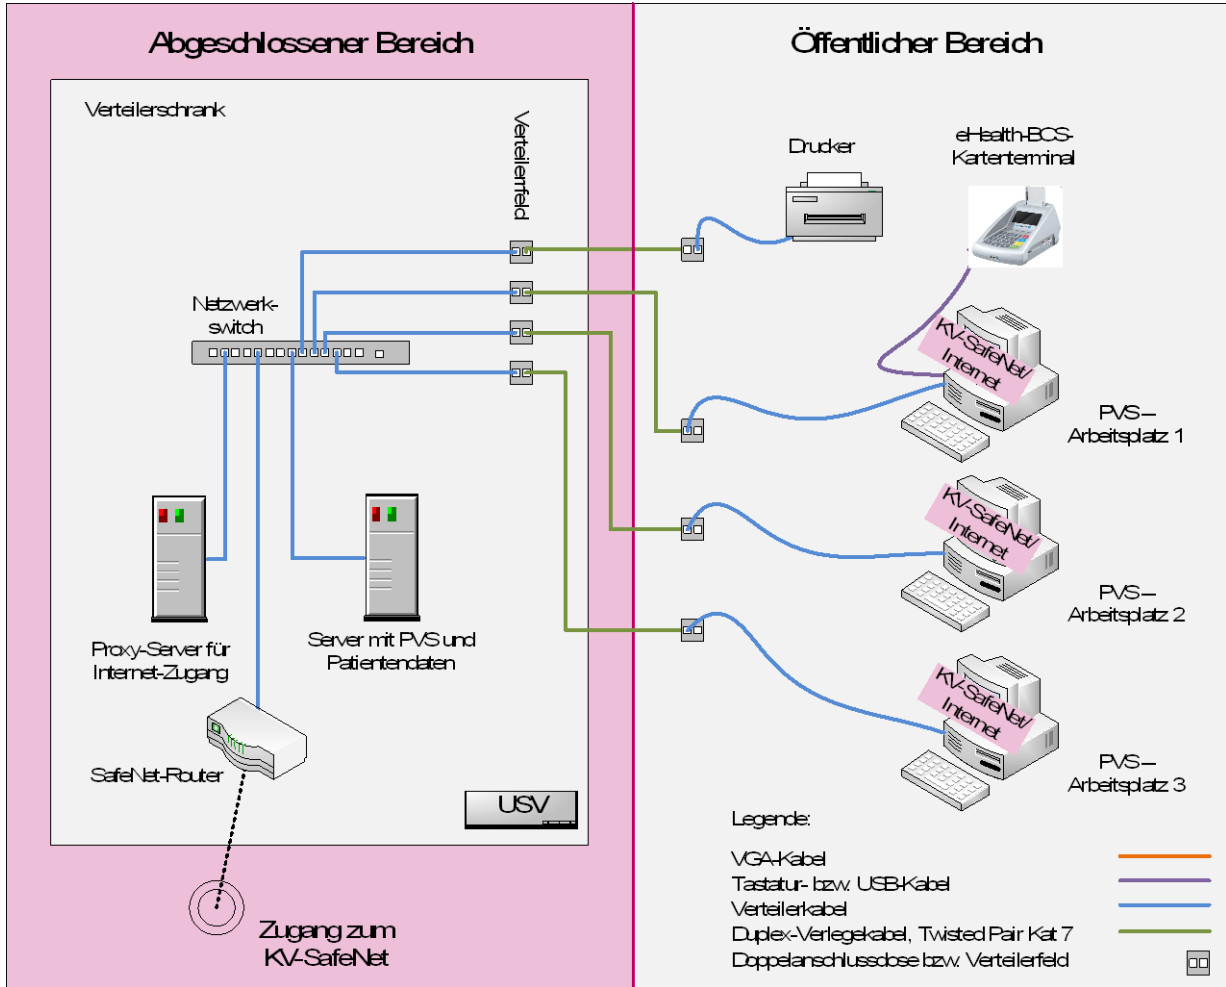 Abgeschlossener Bereich
Öffentlicher Bereich
Verteilerschrank
Verteilerrfeld
Drucker
eHealth-BCS-
Kartenterminal
Netzwerk-
switch
KV-SafeNet/
Internet
PVS –
Arbeitsplatz 1
KV-SafeNet/
Internet
PVS –
Arbeitsplatz 2
Proxy-Server für
Internet-Zugang
Server mit PVS und
Patientendaten
KV-SafeNet/
Internet
PVS –
Arbeitsplatz 3
SafeNet-Router
USV
Zugang zum
KV-SafeNet
Legende:
VGA-Kabel
Tastatur- bzw. USB-Kabel
Verteilerkabel
Duplex-Verlegekabel, Twisted Pair Kat 7
Doppelanschlussdose bzw. Verteilerfeld